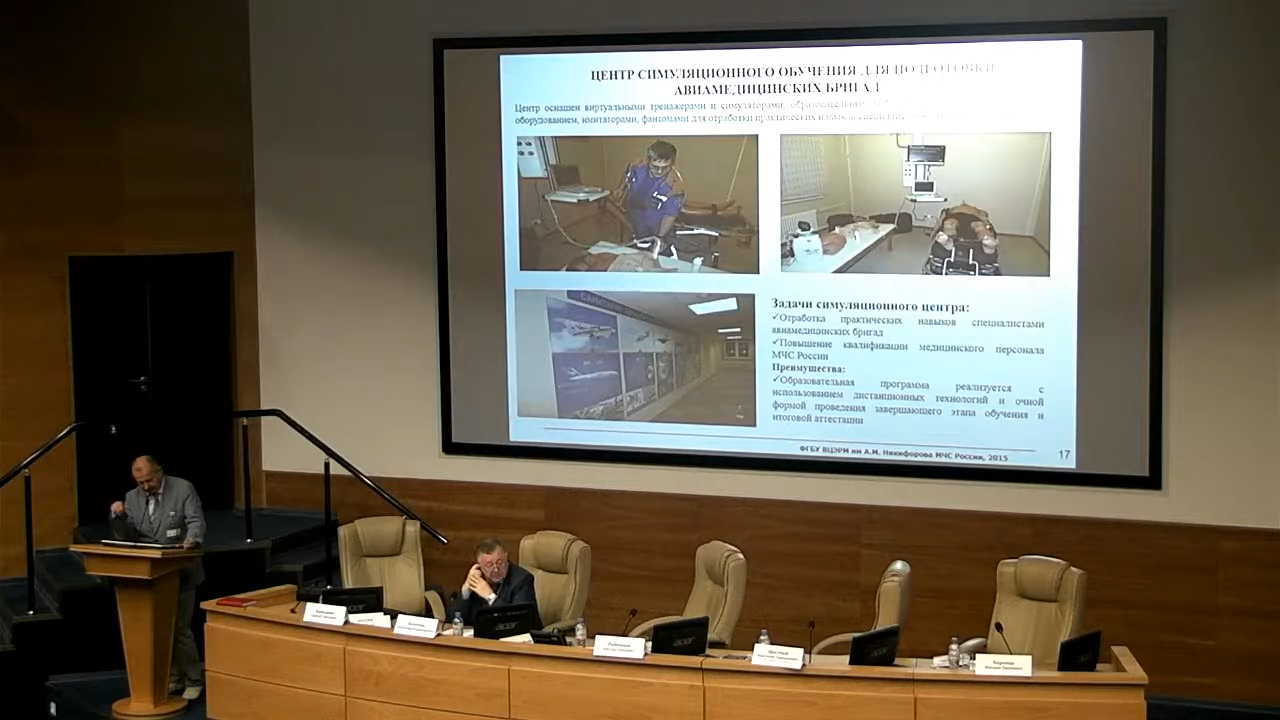 ЦЕНТР СИМУЛЯЦИОННОГО ОБУЧЕНИЯ ДЛЯ ПОДГОТОВКИ
АВИАМЕДИЦИНСКИХ БРИГАД
Центр оснащен виртуальными тренажерами и симуляторами,
оборудованием, имитаторами, фантомами для отработки практических навыков
Задачи симуляционного центра:
✓Отработка практических навыков специалистами
авиамедицинских бригад
✓Повышение квалификации медицинского персонала
МЧС России
Преимущества:
✓Образовательная программа реализуется с
использованием дистанционных технологий и очной
формой проведения завершающего этапа обучения и
итоговой аттестации
ФГБУ ВЦЭРМ им А.М. Никифорова МЧС России, 2015
17
acer
acer
acer